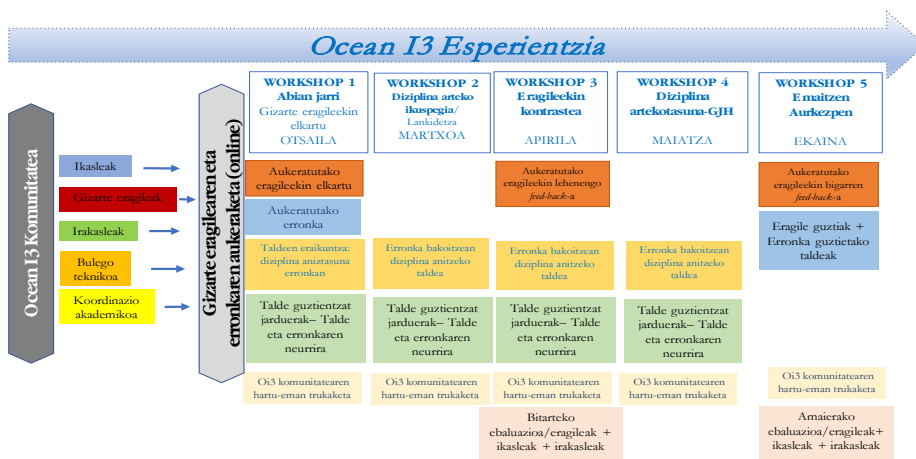 Ocean I3 Esperientzia
Ocean I3 Komunitatea
Ikasleak
Gizarte eragileak
Irakasleak
Bulego
teknikoa
Koordinazio
akademikoa
Gizarte eragilearen eta
erronkaren aukeraketa (online)
WORKSHOP 1
Abian jarri
Gizarte eragileekin
elkartu
OTSAILA
Aukeratutako
eragileekin elkartu
Aukeratutako
erronka
Taldeen eraikuntza:
diziplina aniztasuna
erronkan
Talde guztientzat
jarduerak– Talde
eta erronkaren
neurrira
Oi3 komunitatearen
hartu-eman trukaketa
WORKSHOP 2
Diziplina arteko
ikuspegia/
Lankidetza
MARTXOA
Erronka bakoitzean
diziplina anitzeko
taldea
Talde guztientzat
jarduerak– Talde
eta erronkaren
neurrira
Oi3 komunitatearen
hartu-eman trukaketa
WORKSHOP 3
Eragileekin
kontrastea
APIRILA
Aukeratutako
eragileekin lehenengo
feed-back-a
Erronka bakoitzean
diziplina anitzeko
taldea
Talde guztientzat
jarduerak– Talde
eta erronkaren
neurrira
Oi3 komunitatearen
hartu-eman trukaketa
Bitarteko
ebaluazioa/eragileak +
ikasleak + irakasleak
WORKSHOP 4
Diziplina
artekotasuna-GJH
MAIATZA
Erronka bakoitzean
diziplina anitzeko
taldea
Talde guztientzat
jarduerak– Talde
eta erronkaren
neurrira
Oi3 komunitatearen
hartu-eman trukaketa
WORKSHOP 5
Emaitzen
Aurkezpen
EKAINA
Aukeratutako
eragileekin bigarren
feed-back-a
Eragile guztiak +
Erronka guztietako
taldeak
Oi3 komunitatearen
hartu-eman trukaketa
Amaierako
ebaluazioa/eragileak+
ikasleak + irakasleak